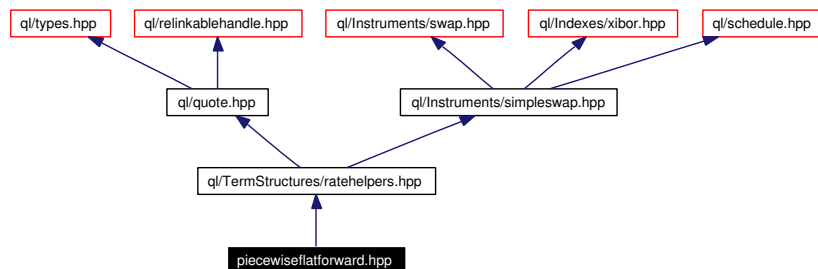 ql/types.hpp
ql/relinkablehandle.hpp
ql/Instruments/swap.hpp
ql/Indexes/xibor.hpp
ql/schedule.hpp
ql/quote.hpp
ql/Instruments/simpleswap.hpp
ql/TermStructures/ratehelpers.hpp
piecewiseflatforward.hpp